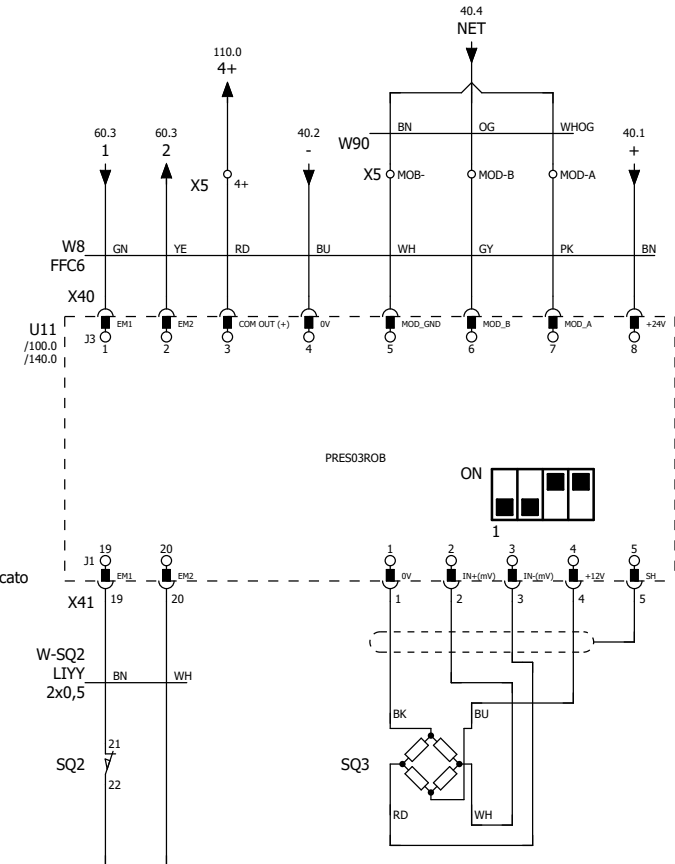 40.4
NET
110.0
4+
60.3
1
60.3
2
40.2
-
40.1
+
BN OG WHOG
W90
X5 4+
X5 MOB- MOD-B MOD-A
W8 GN YE RD BU WH GY PK BN
FFC6
X40
EM1 EM2 COM OUT (+) 0V MOD_GND MOD_B MOD_A +24V
U11
/100.0
/140.0
J3 1 2 3 4 5 6 7 8
PRES03ROB
ON
1
19 20 1 2 3 4 5
J1
EM1 EM2 0V IN+(mV) IN-(mV) +12V SH
cato
X41 19 20 1 2 3 4 5
W-SQ2
LIYY
2x0,5
BN WH
BK BU
21
SQ2
22
SQ3
RD WH